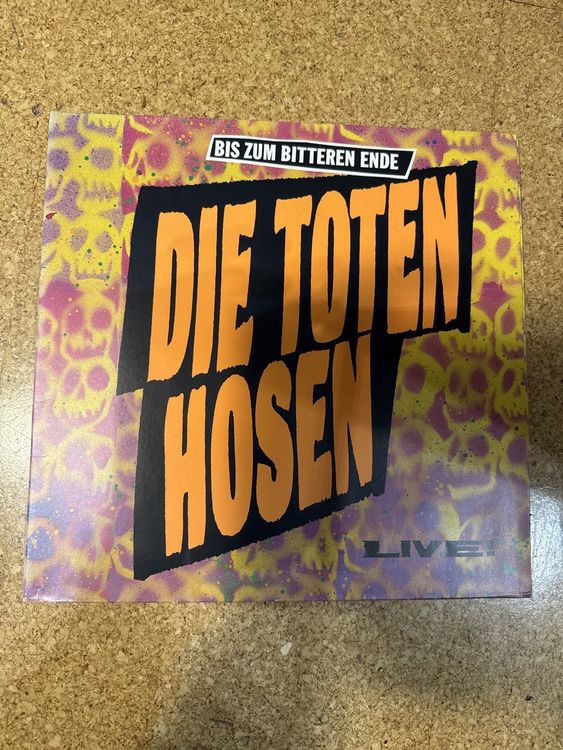 BIS ZUM BITTEREN ENDE
DIE TOTEN
HOSEN
LIVE!